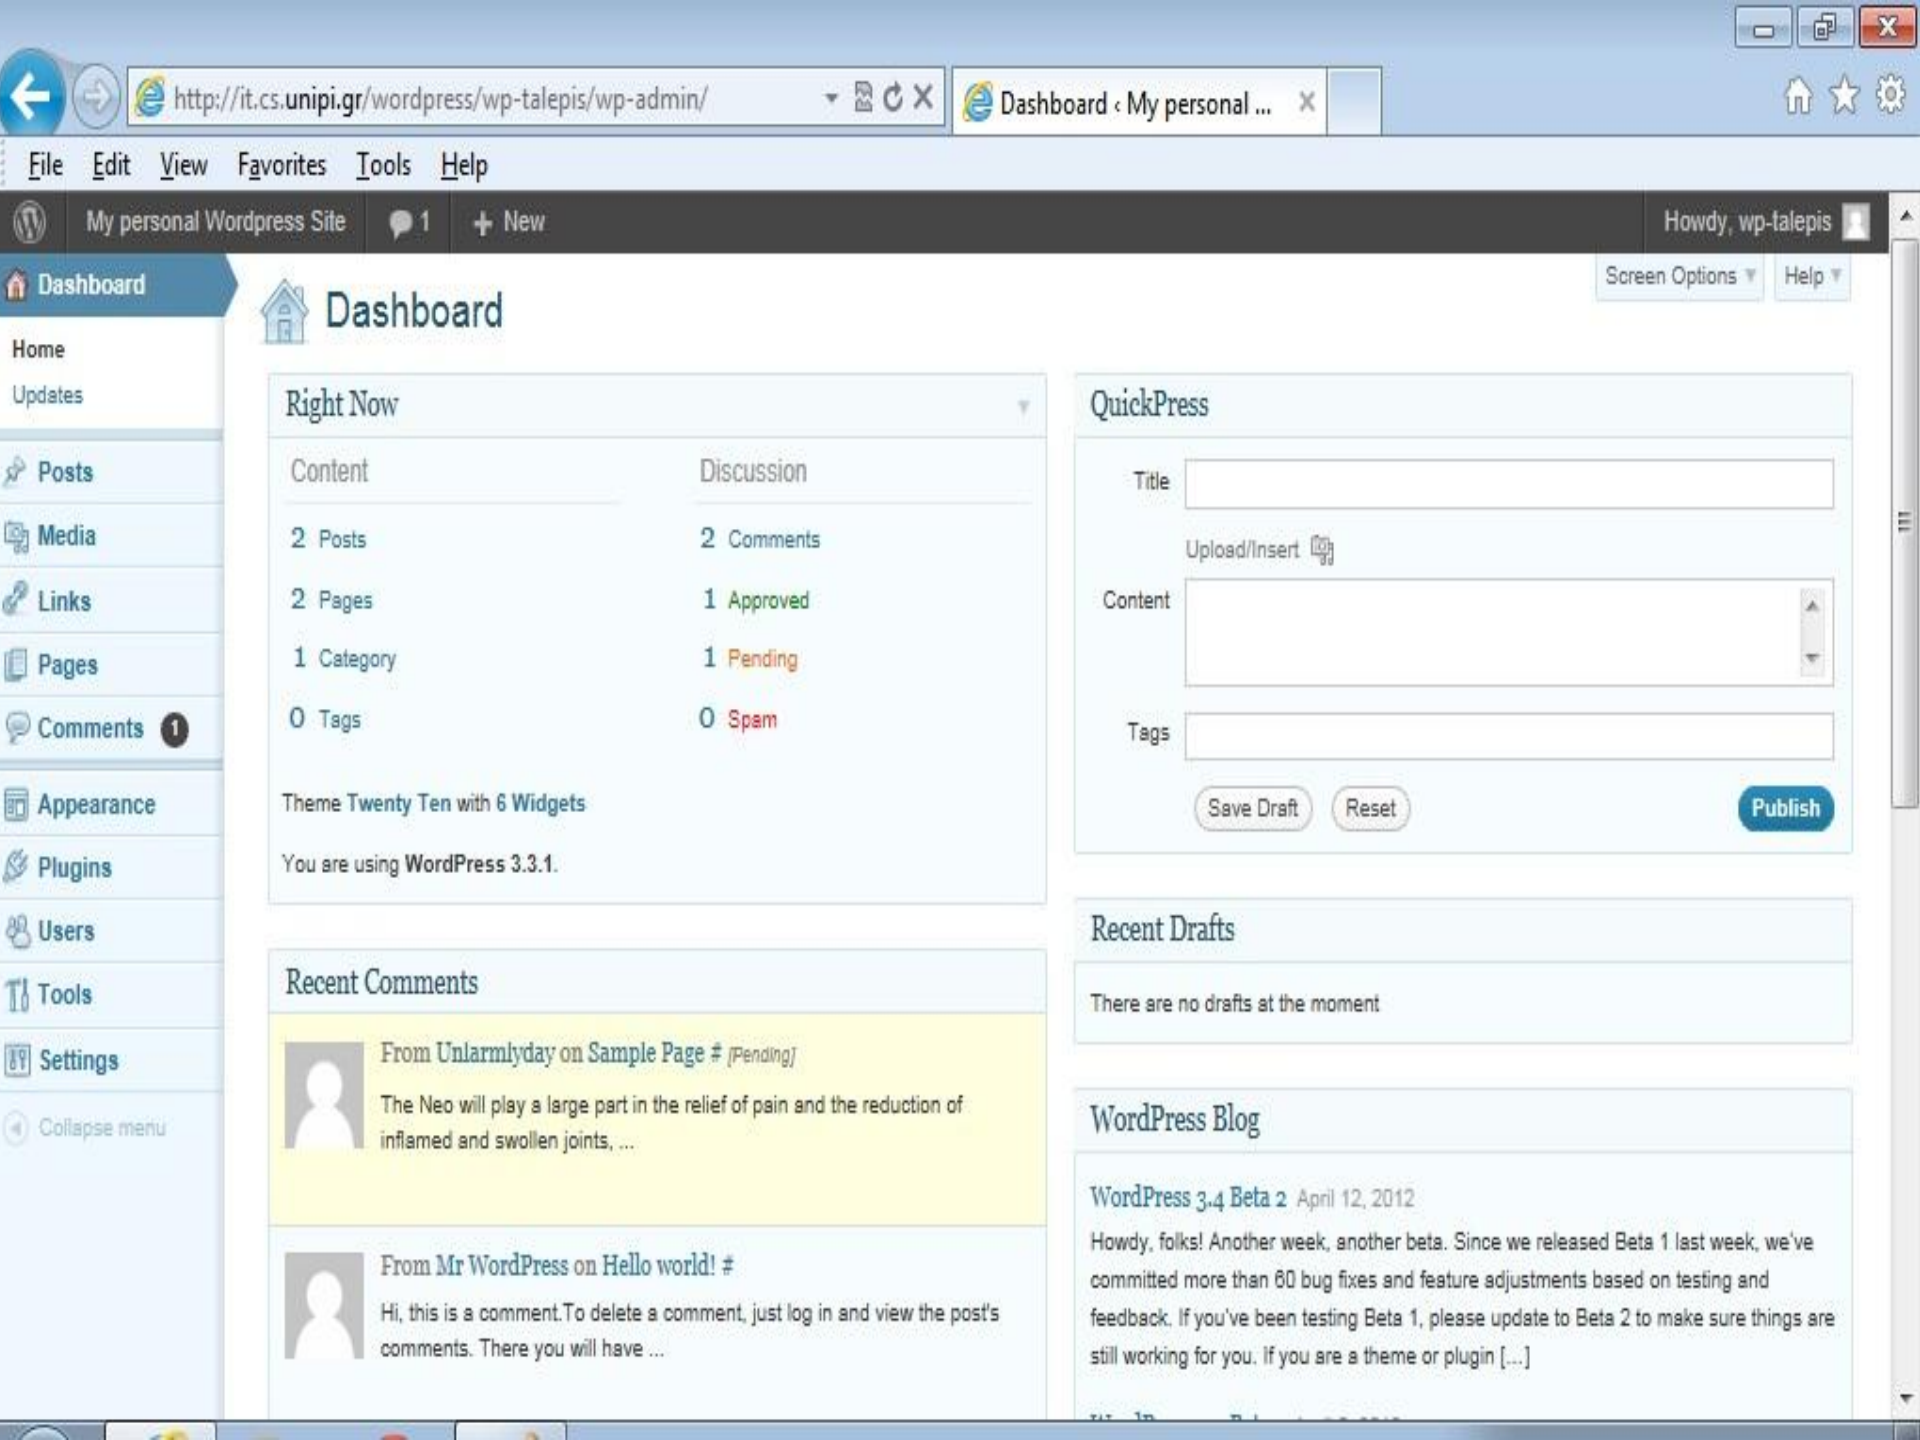 http://it.cs.unipi.gr/wordpress/wp-talepis/wp-admin/
Dashboard ‹ My personal ...
File Edit View Favorites Tools Help
My personal Wordpress Site 1 + New
Howdy, wp-talepis
Dashboard
Home
Updates
Posts
Media
Links
Pages
Comments 1
Appearance
Plugins
Users
Tools
Settings
Collapse menu
Screen Options
Help
Dashboard
Right Now
Content
2 Posts
2 Pages
1 Category
0 Tags
Discussion
2 Comments
1 Approved
1 Pending
0 Spam
Theme Twenty Ten with 6 Widgets
You are using WordPress 3.3.1.
Recent Comments
From Unlarmlyday on Sample Page # [Pending]
The Neo will play a large part in the relief of pain and the reduction of
inflamed and swollen joints, ...
From Mr WordPress on Hello world! #
Hi, this is a comment.To delete a comment, just log in and view the post's
comments. There you will have ...
QuickPress
Title
Upload/Insert
Content
Tags
Save Draft
Reset
Publish
Recent Drafts
There are no drafts at the moment
WordPress Blog
WordPress 3.4 Beta 2 April 12, 2012
Howdy, folks! Another week, another beta. Since we released Beta 1 last week, we've
committed more than 60 bug fixes and feature adjustments based on testing and
feedback. If you've been testing Beta 1, please update to Beta 2 to make sure things are
still working for you. If you are a theme or plugin [...]